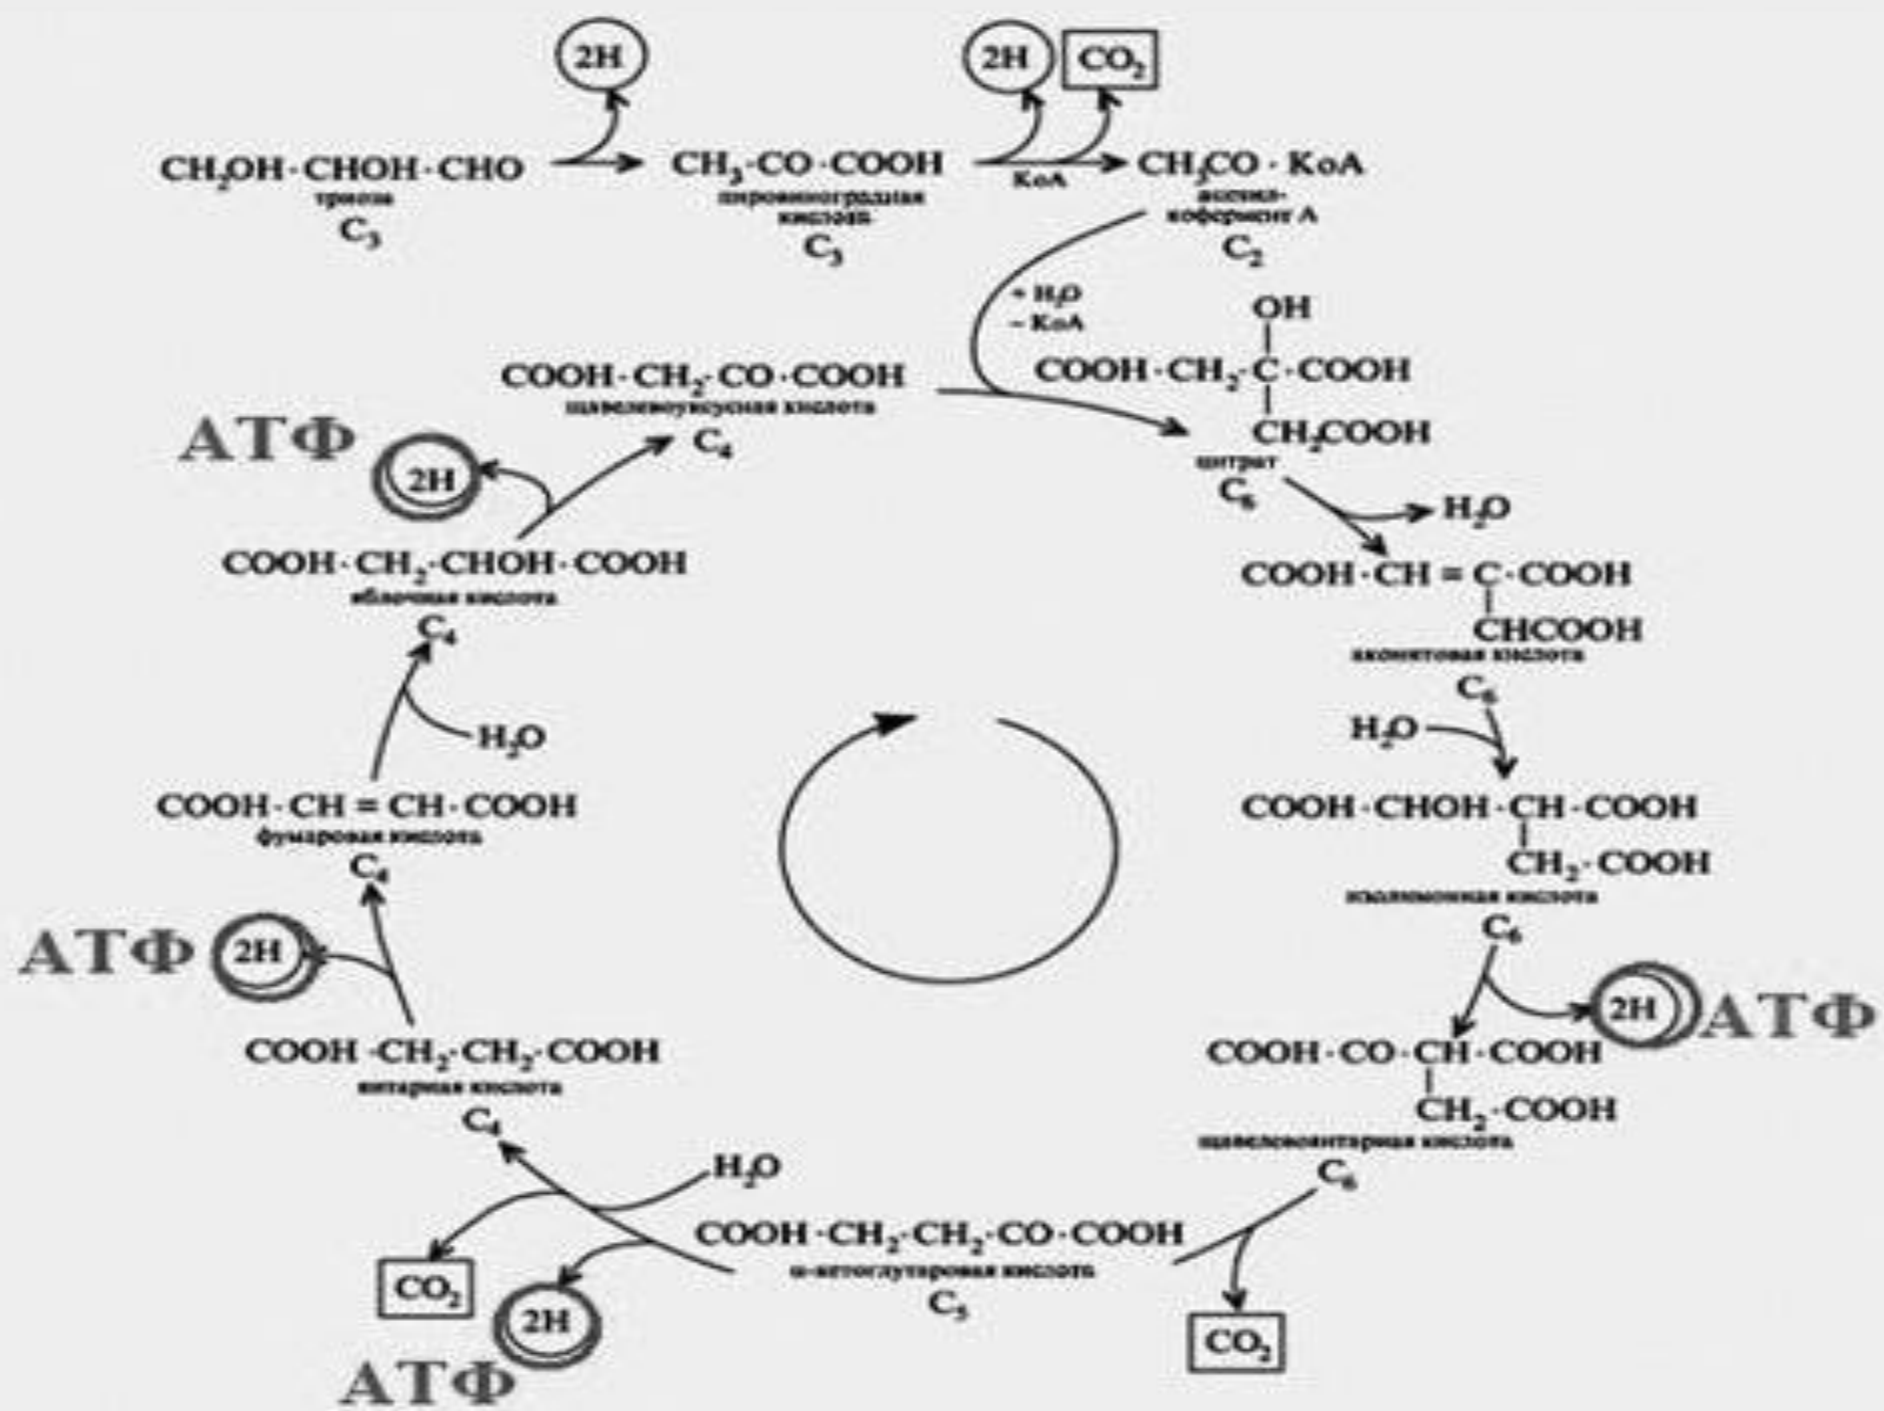 2H
2H
CO₂
CH₂OH·CHOH·CHO
триоза
C₃
CH₃·CO·COOH
пировиноградная
кислота
C₃
КоА
CH₃CO · КоА
ацетил-
кофермент А
C₂
+ H₂O
– КоА
COOH·CH₂·CO·COOH
щавелевоуксусная кислота
C₄
OH
COOH·CH₂·C·COOH
CH₂COOH
цитрат
C₆
H₂O
COOH·CH=C·COOH
CHCOOH
аконитовая кислота
C₆
H₂O
COOH·CHOH·CH·COOH
CH₂·COOH
изолимонная кислота
C₆
2H
АТФ
COOH·CO·CH·COOH
CH₂·COOH
щавелевоянтарная кислота
C₆
CO₂
COOH·CH₂·CH₂·CO·COOH
α-кетоглутаровая кислота
C₅
H₂O
2H
АТФ
CO₂
COOH·CH₂·CH₂·COOH
янтарная кислота
C₄
АТФ
2H
COOH·CH=CH·COOH
фумаровая кислота
C₄
H₂O
COOH·CH₂·CHOH·COOH
яблочная кислота
C₄
АТФ
2H